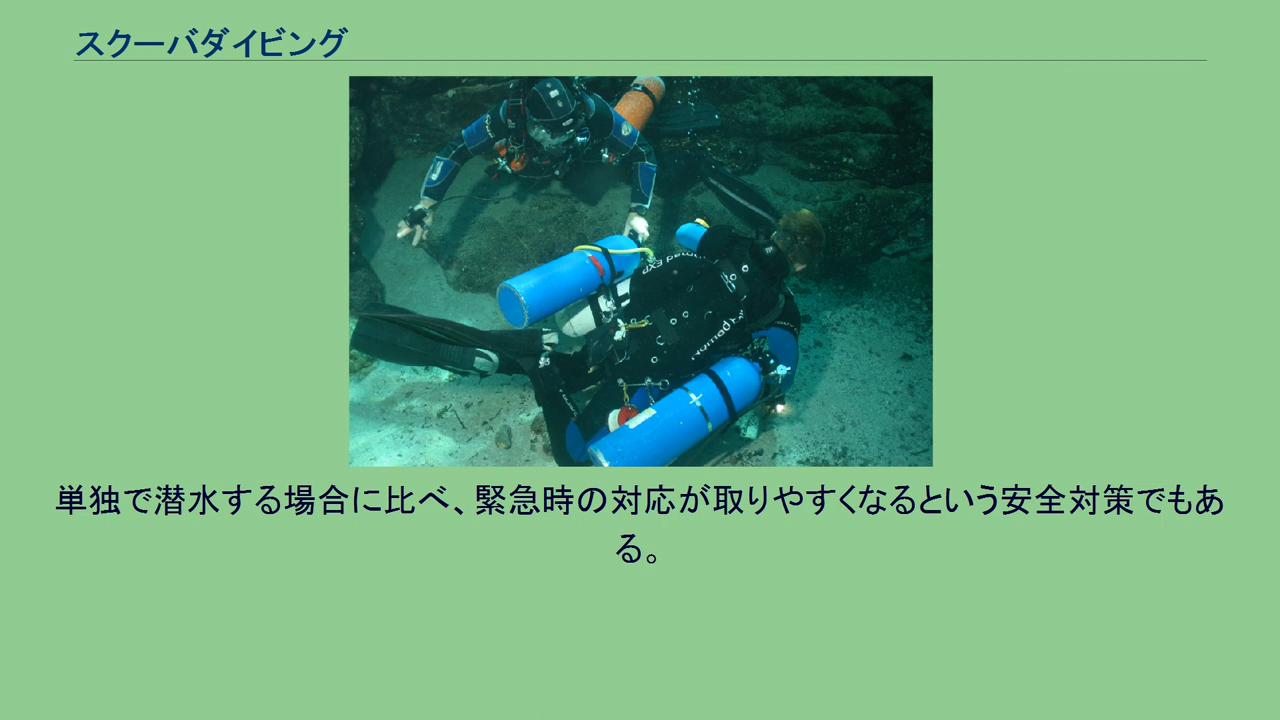 スクーバダイビング
単独で潜水する場合に比べ、緊急時の対応が取りやすくなるという安全対策でもあ
る。